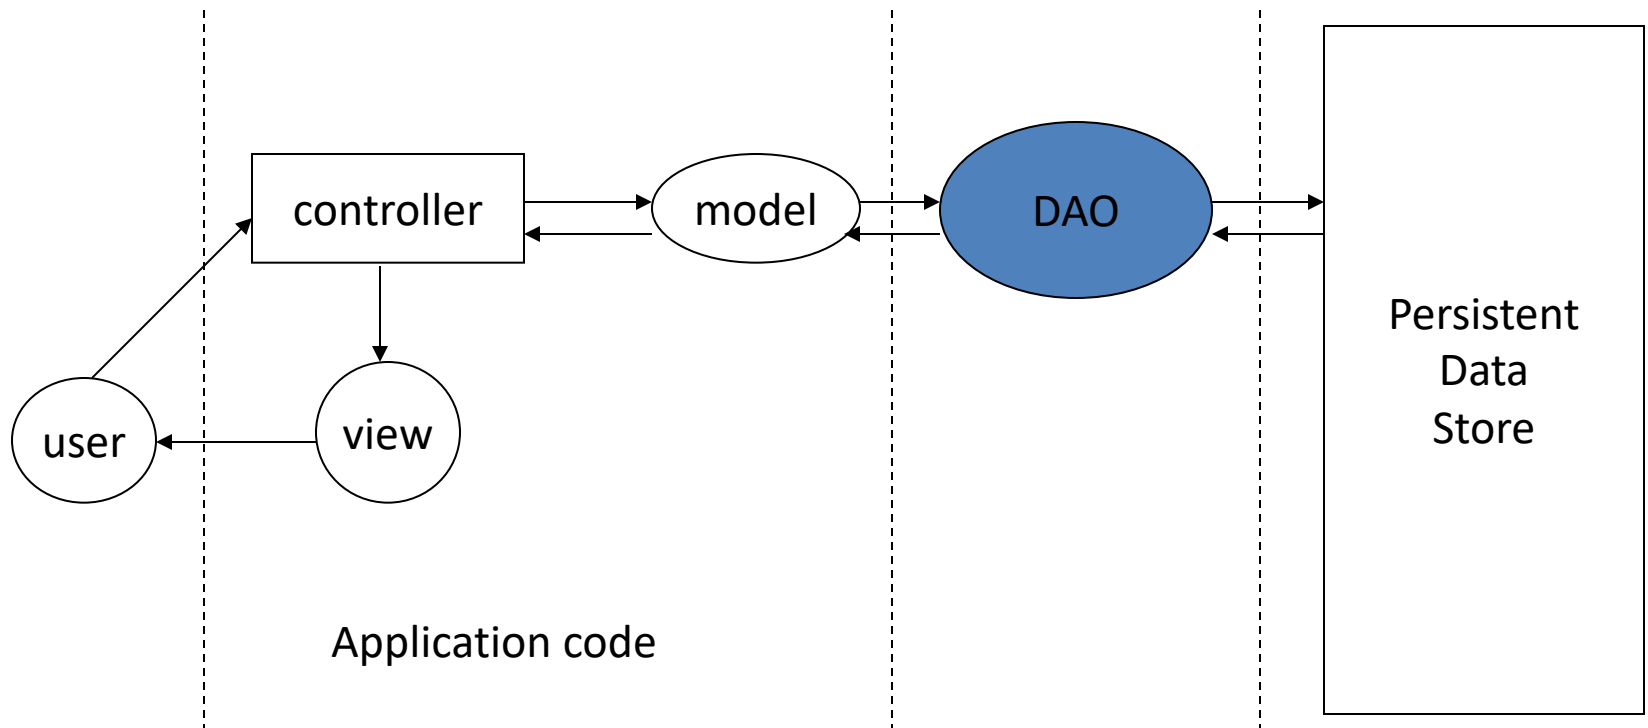 controller
model
DAO
Persistent
Data
Store
user
view
Application code